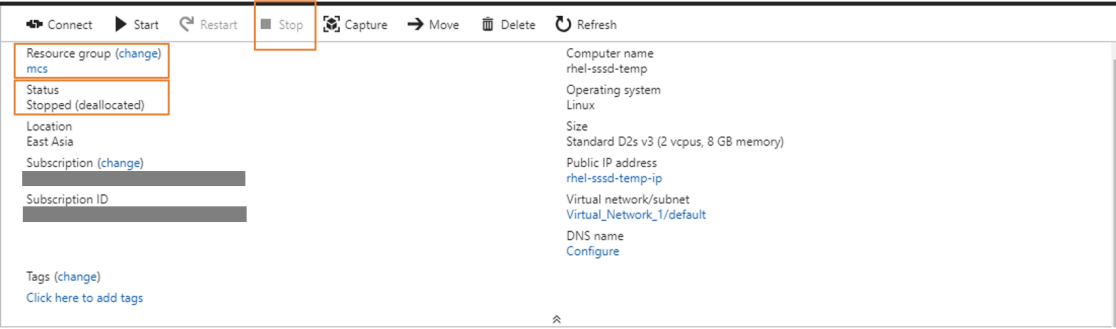 Connect Start Restart Stop Capture Move Delete Refresh
Resource group (change)
mcs
Status
Stopped (deallocated)
Location
East Asia
Subscription (change)
Subscription ID
Tags (change)
Click here to add tags
Computer name
rhel-sssd-temp
Operating system
Linux
Size
Standard D2s v3 (2 vcpus, 8 GB memory)
Public IP address
rhel-sssd-temp-ip
Virtual network/subnet
Virtual_Network_1/default
DNS name
Configure